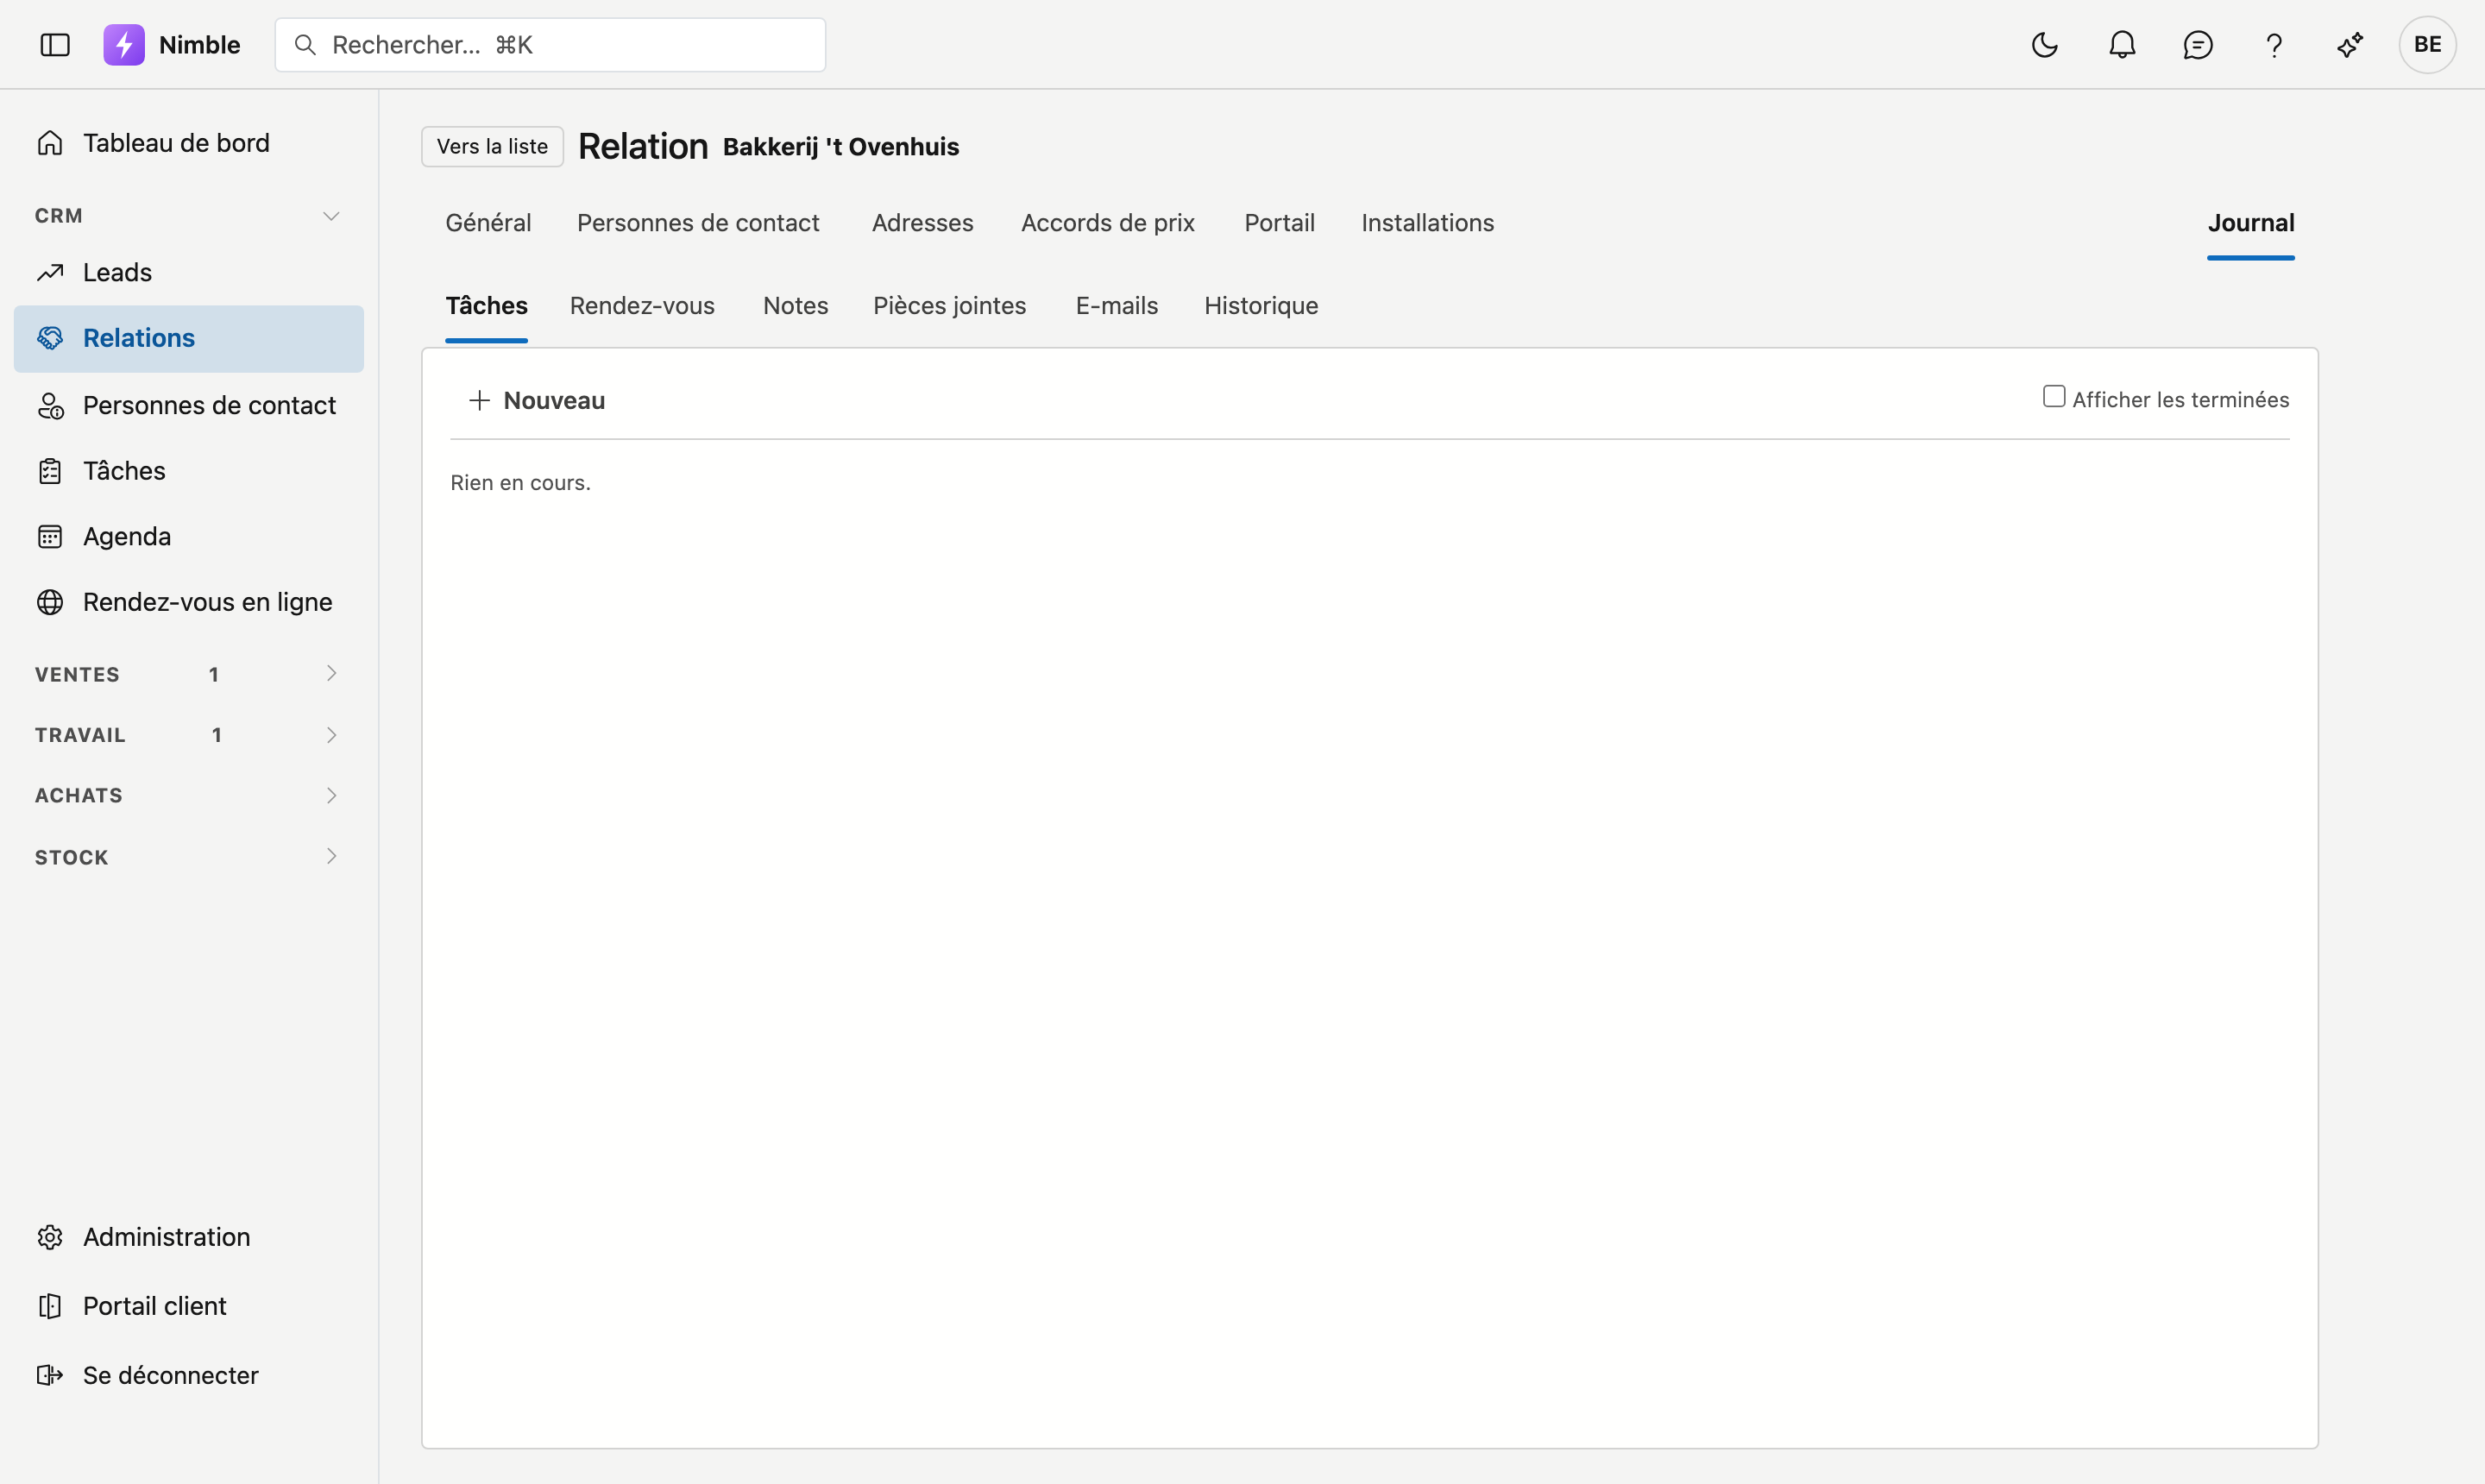 Nimble
Rechercher... ⌘K
BE
Tableau de bord
CRM
Leads
Relations
Personnes de contact
Tâches
Agenda
Rendez-vous en ligne
VENTES 1
TRAVAIL 1
ACHATS
STOCK
Administration
Portail client
Se déconnecter
Vers la liste Relation Bakkerij 't Ovenhuis
Général Personnes de contact Adresses Accords de prix Portail Installations Journal
Tâches Rendez-vous Notes Pièces jointes E-mails Historique
Nouveau Afficher les terminées
Rien en cours.